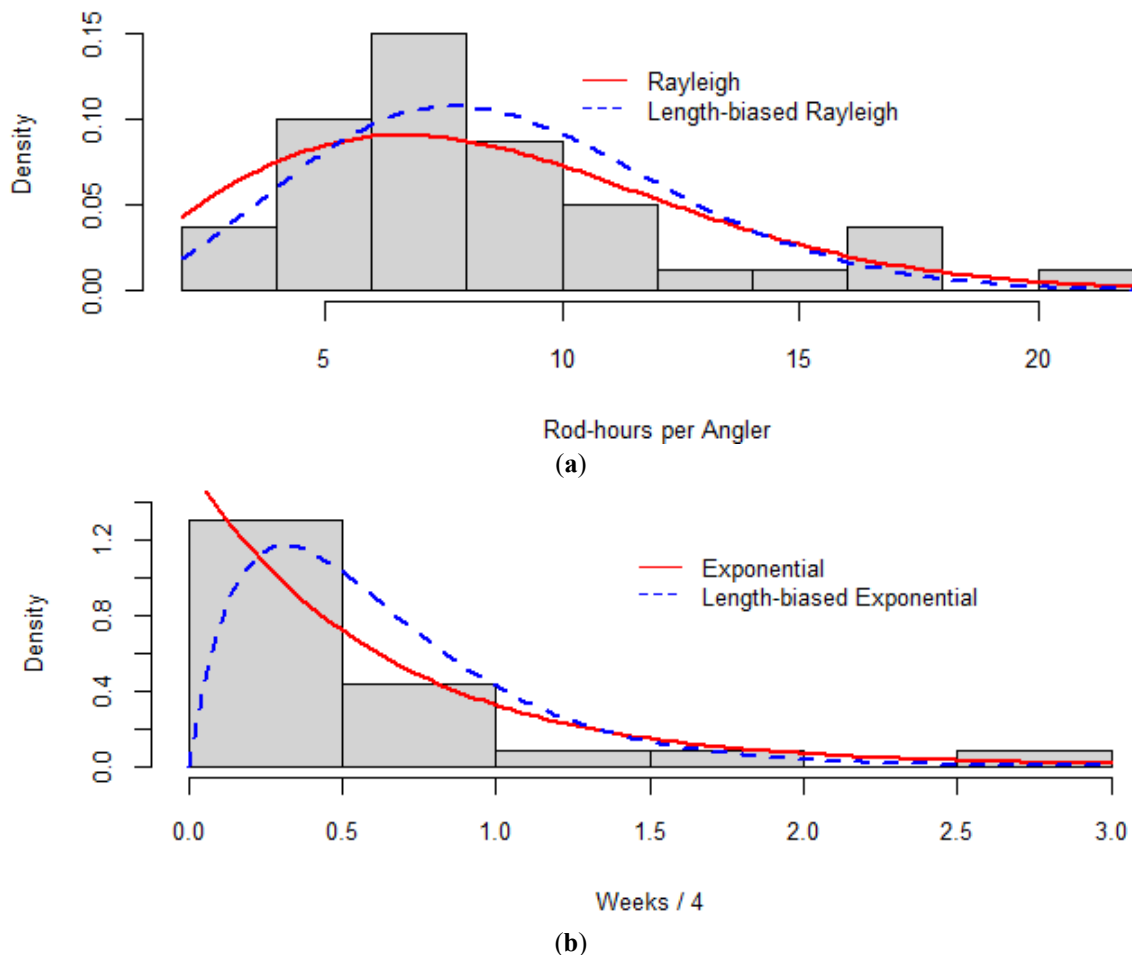 0.15
0.10
0.05
0.00
Density
Rayleigh
Length-biased Rayleigh
5 10 15 20
Rod-hours per Angler
(a)
1.2
0.8
0.4
0.0
Density
Exponential
Length-biased Exponential
0.0 0.5 1.0 1.5 2.0 2.5 3.0
Weeks / 4
(b)